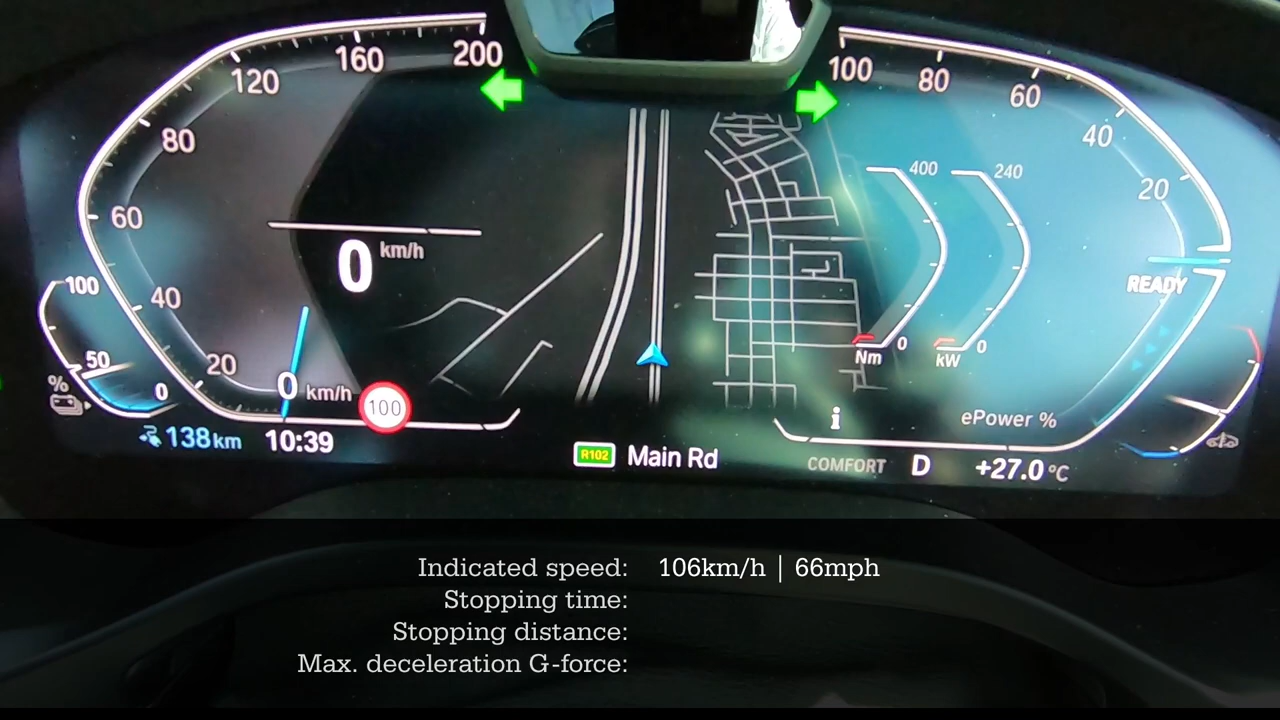 160
200
120
80
60
40
20
100
80
60
40
20
400
240
0 km/h
100
50
0
%
0 km/h
100
Nm
0
kW
0
READY
ePower %
138 km
10:39
R102 Main Rd
COMFORT D +27.0 °C
Indicated speed: 106km/h | 66mph
Stopping time:
Stopping distance:
Max. deceleration G-force: